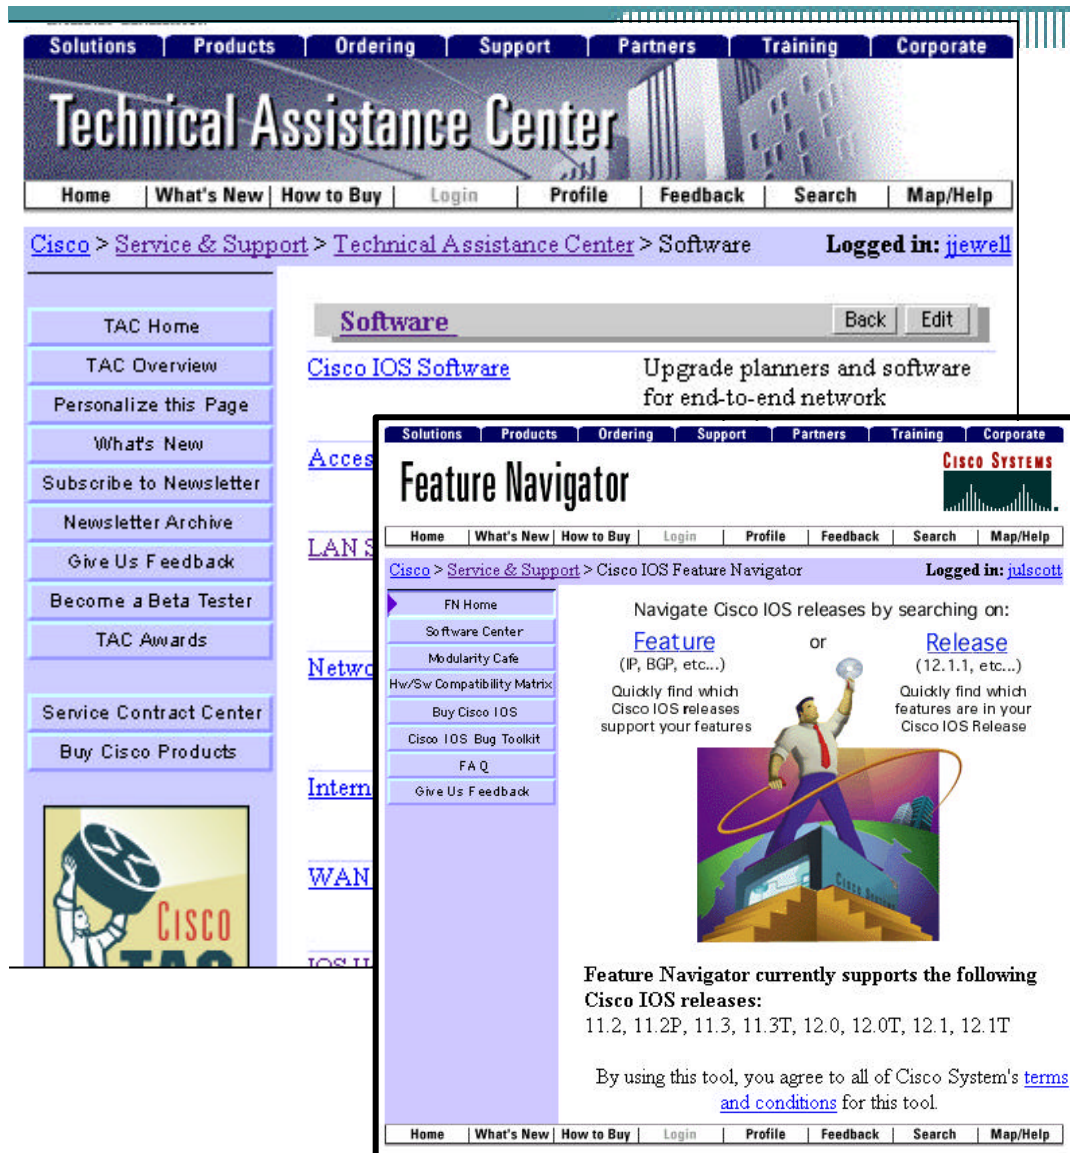 Solutions Products Ordering Support Partners Training Corporate
Technical Assistance Center
Home | What's New | How to Buy | Login | Profile | Feedback | Search | Map/Help
Cisco > Service & Support > Technical Assistance Center > Software Logged in: jjewell
TAC Home
TAC Overview
Personalize this Page
What's New
Subscribe to Newsletter
Newsletter Archive
Give Us Feedback
Become a Beta Tester
TAC Awards
Service Contract Center
Buy Cisco Products
CISCO
TAC
Software Back Edit
Cisco IOS Software Upgrade planners and software
for end-to-end network
Acces
LAN S
Netwo
Intern
WAN
IOS U
Solutions Products Ordering Support Partners Training Corporate
Feature Navigator
CISCO SYSTEMS
Home | What's New | How to Buy | Login | Profile | Feedback | Search | Map/Help
Cisco > Service & Support > Cisco IOS Feature Navigator Logged in: julscott
FN Home
Software Center
Modularity Cafe
Hw/Sw Compatibility Matrix
Buy Cisco IOS
Cisco IOS Bug Toolkit
FAQ
Give Us Feedback
Navigate Cisco IOS releases by searching on:
Feature or Release
(IP, BGP, etc...) (12.1.1, etc...)
Quickly find which
Cisco IOS releases
support your features
Quickly find which
features are in your
Cisco IOS Release
CISCO SYSTEMS
Feature Navigator currently supports the following
Cisco IOS releases:
11.2, 11.2P, 11.3, 11.3T, 12.0, 12.0T, 12.1, 12.1T
By using this tool, you agree to all of Cisco System's terms
and conditions for this tool.
Home | What's New | How to Buy | Login | Profile | Feedback | Search | Map/Help